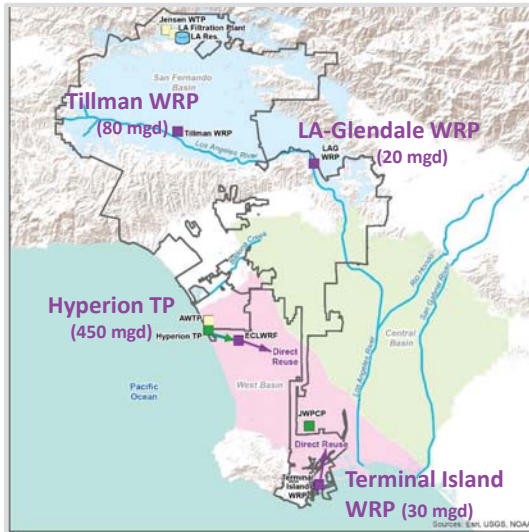 Jensen WTP
LA Filtration Plant
LA Res.
San Fernando
Basin
Tillman WRP
(80 mgd)
Tillman WRP
Los Angeles River
LA-Glendale WRP
(20 mgd)
LAG
WRP
Creek
Rio Hondo
San Gabriel River
Hyperion TP
(450 mgd)
AWTP
Hyperion TP
ECLWRF
Direct
Reuse
Central
Basin
Los Angeles River
Pacific
Ocean
West Basin
JWPCP
Direct Reuse
Terminal
Island
WRP
Terminal Island
WRP (30 mgd)
Sources: Esri, USGS, NOAA